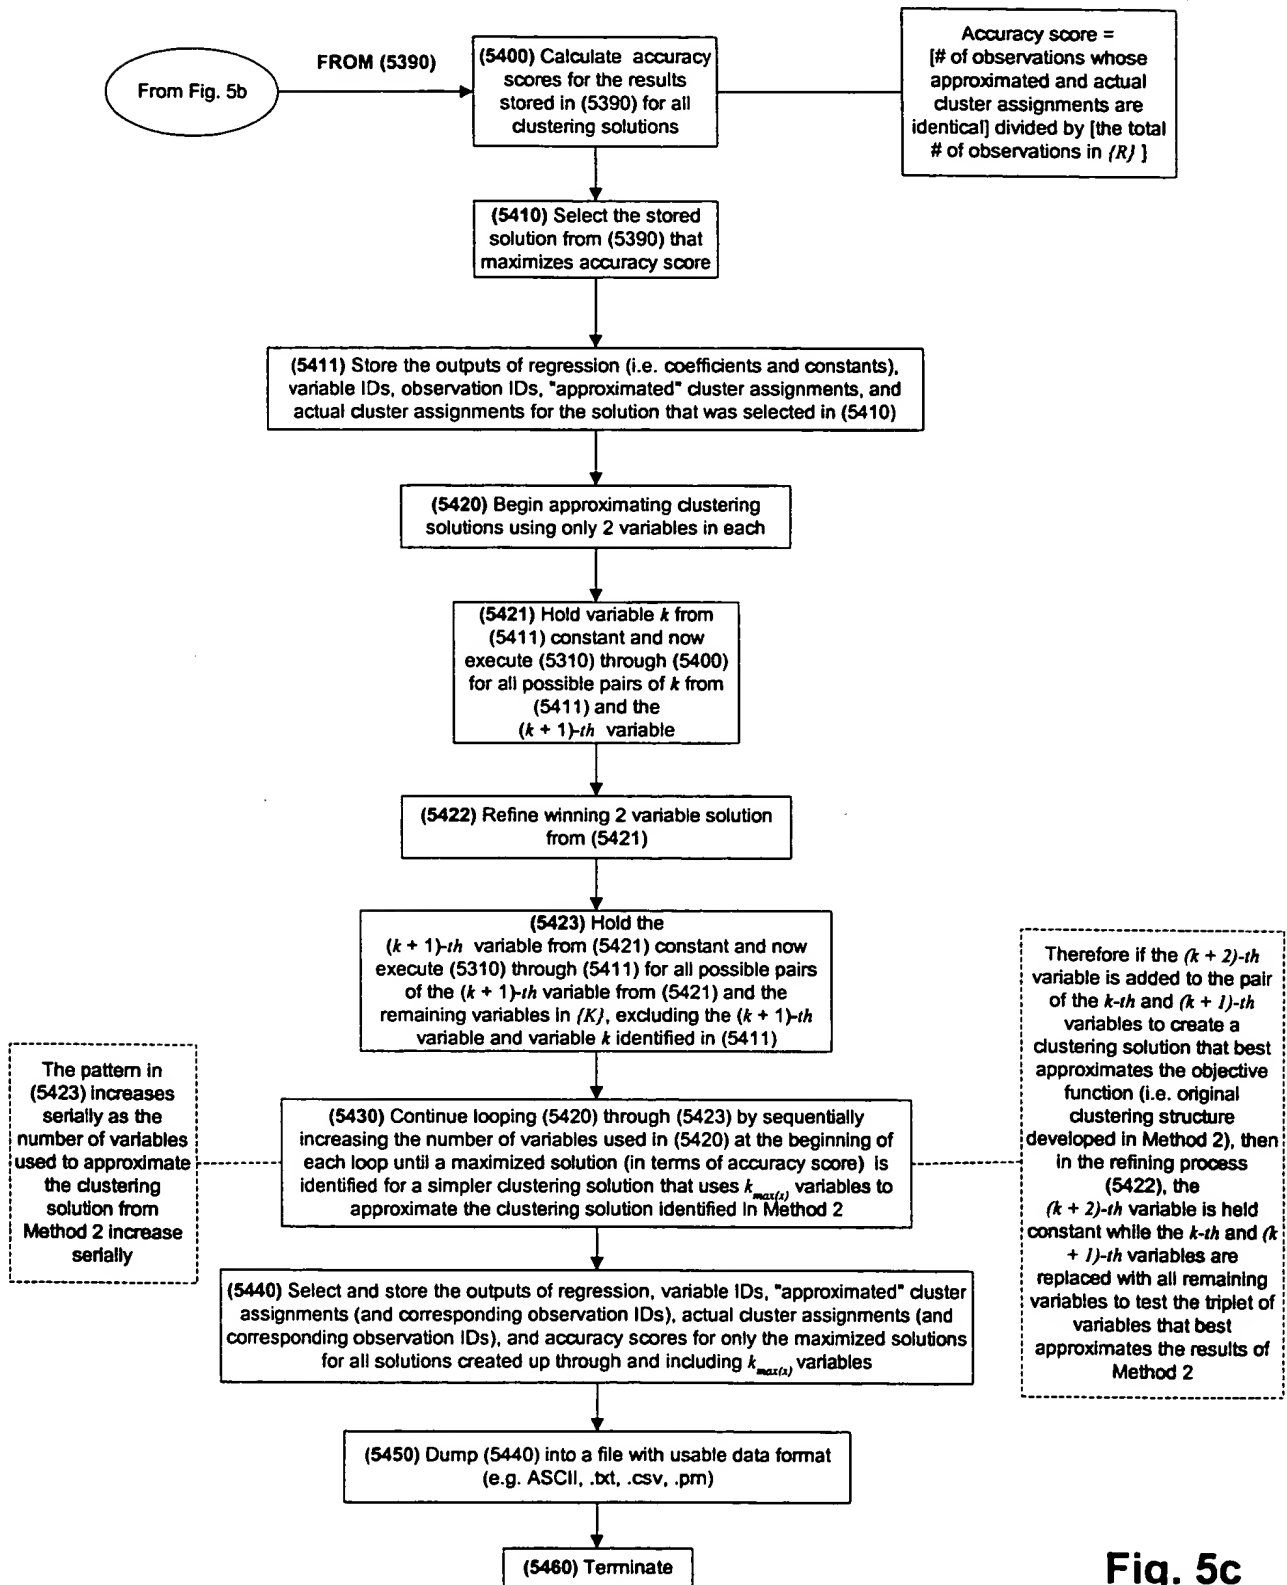 From Fig. 5b
FROM (5390)
(5400) Calculate accuracy
scores for the results
stored in (5390) for all
clustering solutions
Accuracy score =
[# of observations whose
approximated and actual
cluster assignments are
identical] divided by [the total
# of observations in {R} ]
(5410) Select the stored
solution from (5390) that
maximizes accuracy score
(5411) Store the outputs of regression (i.e. coefficients and constants),
variable IDs, observation IDs, "approximated" cluster assignments, and
actual cluster assignments for the solution that was selected in (5410)
(5420) Begin approximating clustering
solutions using only 2 variables in each
(5421) Hold variable k from
(5411) constant and now
execute (5310) through (5400)
for all possible pairs of k from
(5411) and the
(k + 1)-th variable
(5422) Refine winning 2 variable solution
from (5421)
(5423) Hold the
(k + 1)-th variable from (5421) constant and now
execute (5310) through (5411) for all possible pairs
of the (k + 1)-th variable from (5421) and the
remaining variables in {K}, excluding the (k + 1)-th
variable and variable k identified in (5411)
The pattern in
(5423) increases
serially as the
number of variables
used to approximate
the clustering
solution from
Method 2 increase
serially
(5430) Continue looping (5420) through (5423) by sequentially
increasing the number of variables used in (5420) at the beginning of
each loop until a maximized solution (in terms of accuracy score) is
identified for a simpler clustering solution that uses k max(x) variables to
approximate the clustering solution identified in Method 2
Therefore if the (k + 2)-th
variable is added to the pair
of the k-th and (k + 1)-th
variables to create a
clustering solution that best
approximates the objective
function (i.e. original
clustering structure
developed in Method 2), then
in the refining process
(5422), the
(k + 2)-th variable is held
constant while the k-th and (k
+ 1)-th variables are
replaced with all remaining
variables to test the triplet of
variables that best
approximates the results of
Method 2
(5440) Select and store the outputs of regression, variable IDs, "approximated" cluster
assignments (and corresponding observation IDs), actual cluster assignments (and
corresponding observation IDs), and accuracy scores for only the maximized solutions
for all solutions created up through and including k max(x) variables
(5450) Dump (5440) into a file with usable data format
(e.g. ASCII, .txt, .csv, .prn)
(5460) Terminate
Fig. 5c